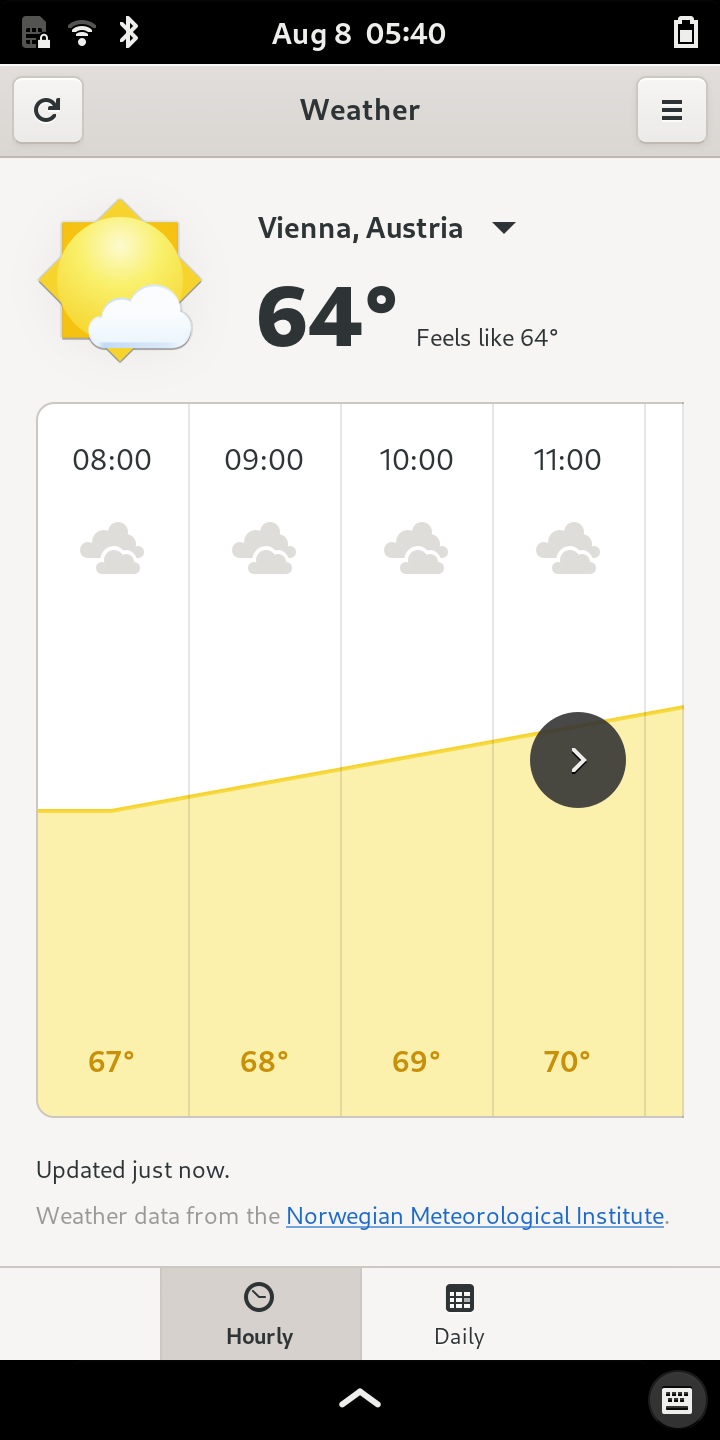 Aug 8 05:40
Weather
Vienna, Austria
64°
Feels like 64°
08:00 09:00 10:00 11:00
67° 68° 69° 70°
Updated just now.
Weather data from the Norwegian Meteorological Institute.
Hourly Daily